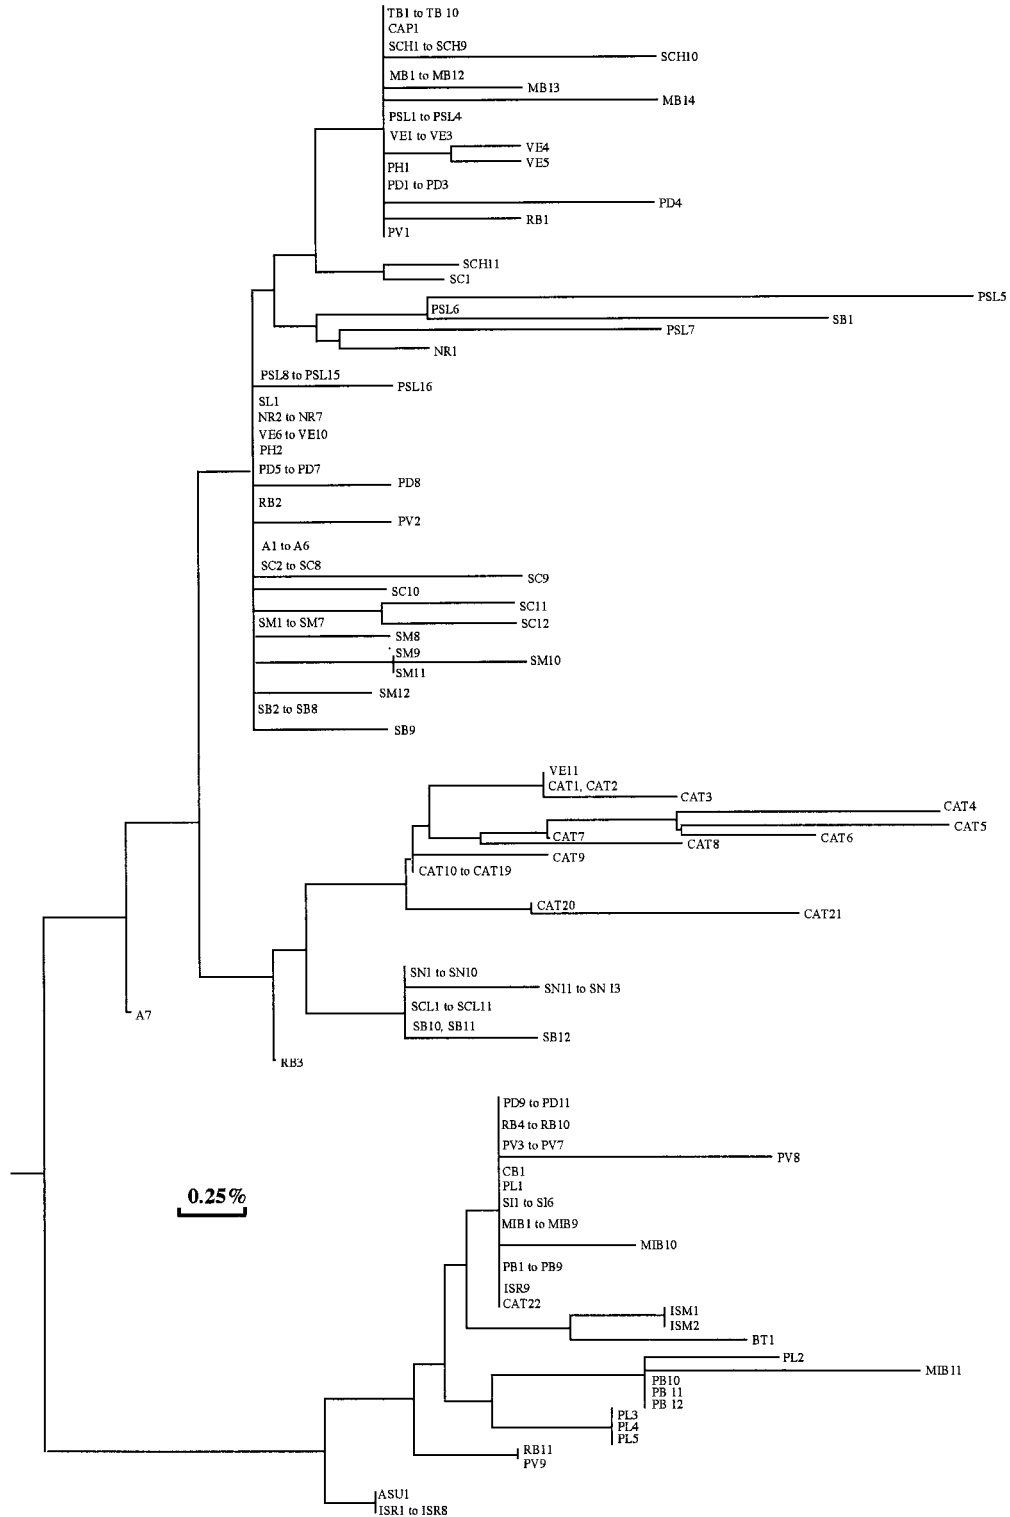 TB1 to TB 10
CAP1
SCH1 to SCH9
SCH10
MB1 to MB12
MB13
MB14
PSL1 to PSL4
VE1 to VE3
VE4
VE5
PH1
PD1 to PD3
PD4
RB1
PV1
SCH11
SC1
PSL5
PSL6
SB1
PSL7
NR1
PSL8 to PSL15
PSL16
SL1
NR2 to NR7
VE6 to VE10
PH2
PD5 to PD7
PD8
RB2
PV2
A1 to A6
SC2 to SC8
SC9
SC10
SC11
SC12
SM1 to SM7
SM8
SM9
SM10
SM11
SM12
SB2 to SB8
SB9
VE11
CAT1, CAT2
CAT3
CAT4
CAT5
CAT6
CAT7
CAT8
CAT9
CAT10 to CAT19
CAT20
CAT21
SN1 to SN10
SN11 to SN 13
SCL1 to SCL11
SB10, SB11
SB12
A7
RB3
PD9 to PD11
RB4 to RB10
PV3 to PV7
PV8
CB1
PL1
SI1 to SI6
MIB1 to MIB9
MIB10
PB1 to PB9
ISR9
CAT22
0.25%
ISM1
ISM2
BT1
PL2
MIB11
PB10
PB 11
PB 12
PL3
PL4
PL5
RB11
PV9
ASU1
ISR1 to ISR8